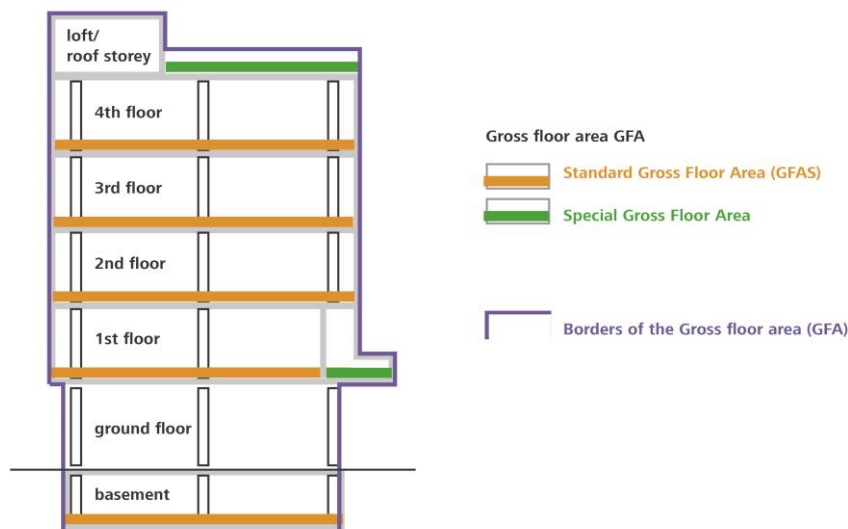 loft/
roof storey
4th floor
3rd floor
2nd floor
1st floor
ground floor
basement
Gross floor area GFA
Standard Gross Floor Area (GFAS)
Special Gross Floor Area
Borders of the Gross floor area (GFA)